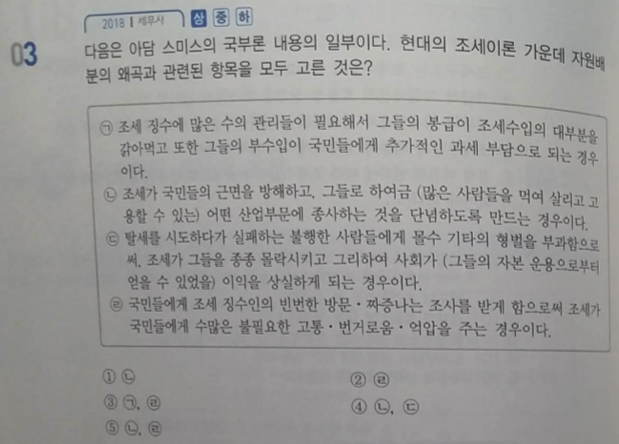 2018 | 세무사 상 중 하
03 다음은 아담 스미스의 국부론 내용의 일부이다. 현대의 조세이론 가운데 자원배
분의 왜곡과 관련된 항목을 모두 고른 것은?
㉠ 조세 징수에 많은 수의 관리들이 필요해서 그들의 봉급이 조세수입의 대부분을
갉아먹고 또한 그들의 부수입이 국민들에게 추가적인 과세 부담으로 되는 경우
이다.
㉡ 조세가 국민들의 근면을 방해하고, 그들로 하여금 (많은 사람들을 먹여 살리고 고
용할 수 있는) 어떤 산업부문에 종사하는 것을 단념하도록 만드는 경우이다.
㉢ 탈세를 시도하다가 실패하는 불행한 사람들에게 몰수 기타의 형벌을 부과함으로
써, 조세가 그들을 종종 몰락시키고 그리하여 사회가 (그들의 자본 운용으로부터
얻을 수 있었을) 이익을 상실하게 되는 경우이다.
㉣ 국민들에게 조세 징수인의 빈번한 방문·짜증나는 조사를 받게 함으로써 조세가
국민들에게 수많은 불필요한 고통·번거로움·억압을 주는 경우이다.
① ㉡ ② ㉣
③ ㉠, ㉣ ④ ㉡, ㉢
⑤ ㉡, ㉣